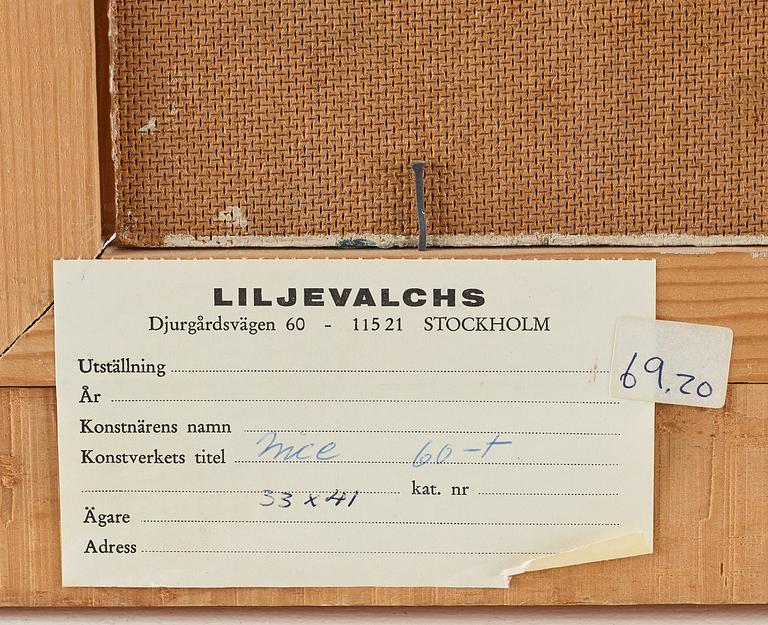 LILJEVALCHS
Djurgårdsvägen 60 - 115 21 STOCKHOLM
Utställning
69.20
År
Konstnärens namn
Konstverkets titel nice 60-t
33 x 41 kat. nr
Ägare
Adress